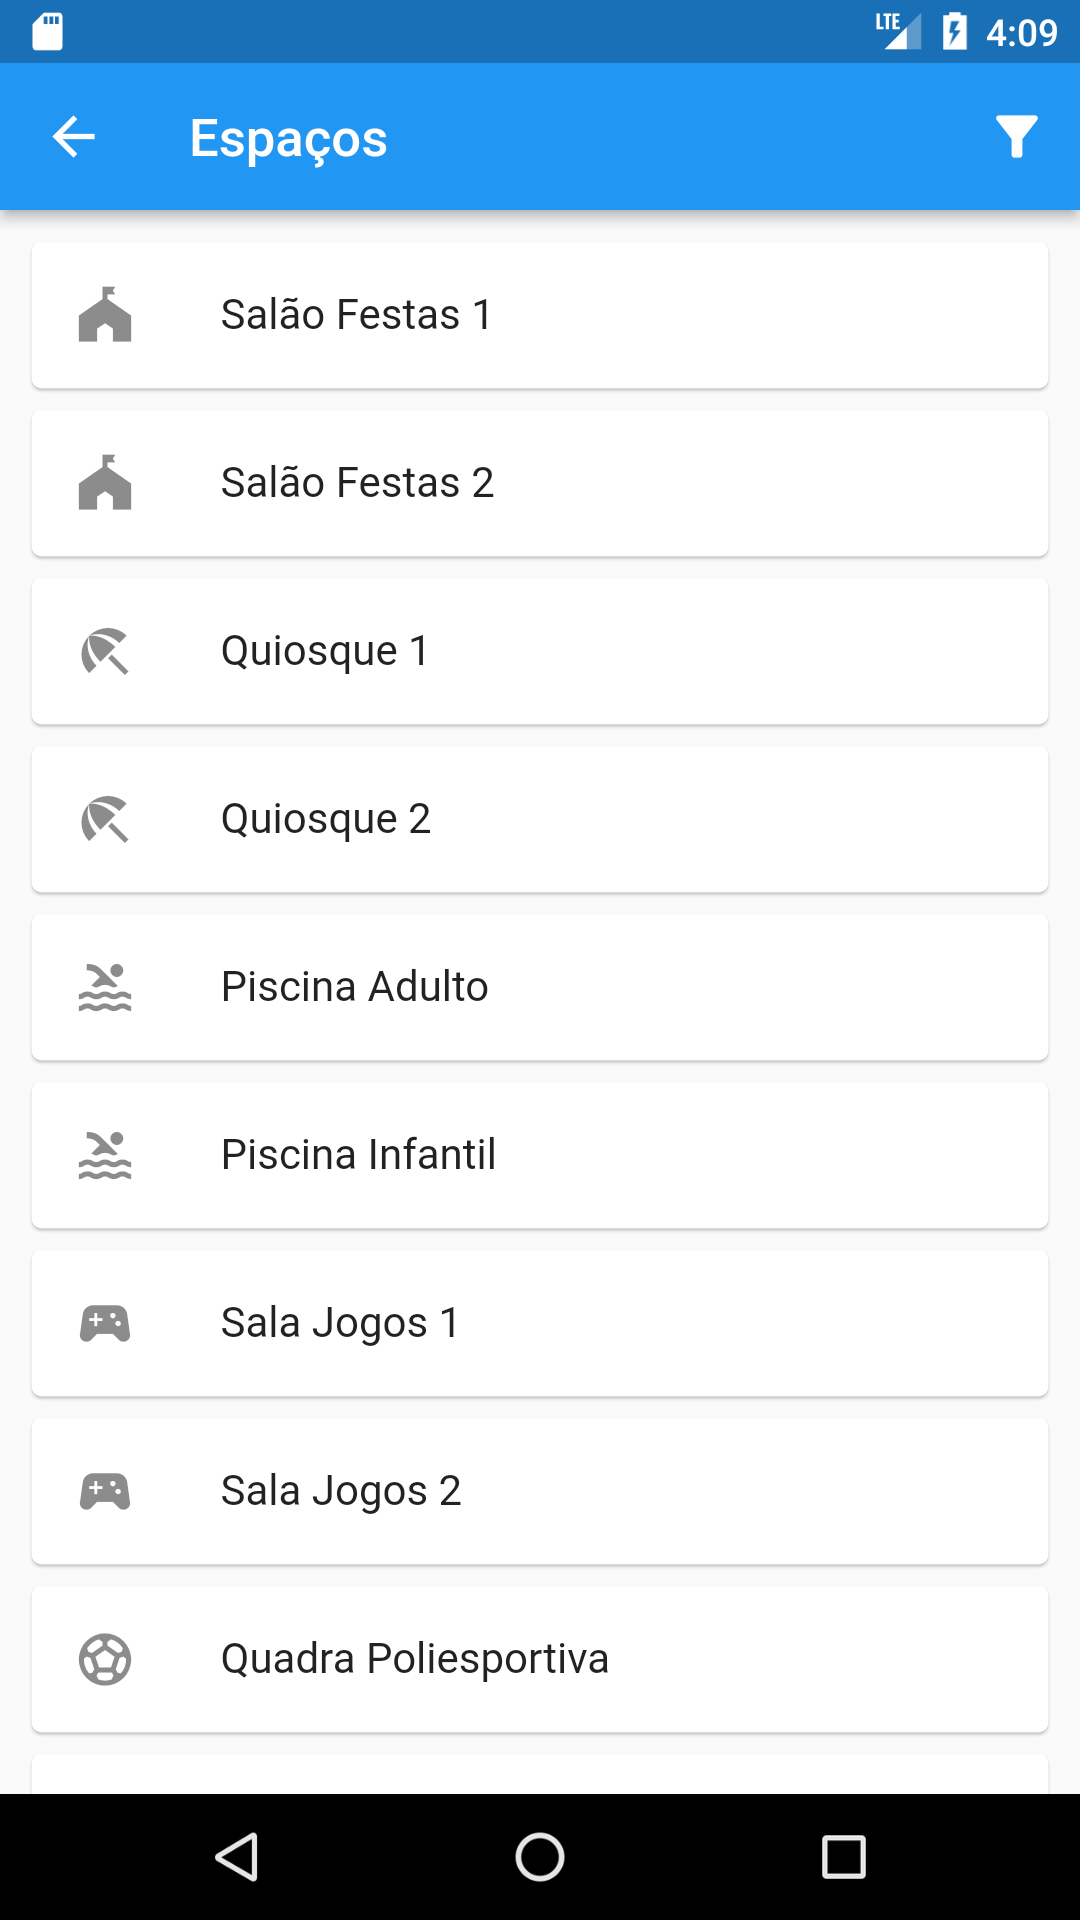 LTE 4:09
Espaços
Salão Festas 1
Salão Festas 2
Quiosque 1
Quiosque 2
Piscina Adulto
Piscina Infantil
Sala Jogos 1
Sala Jogos 2
Quadra Poliesportiva